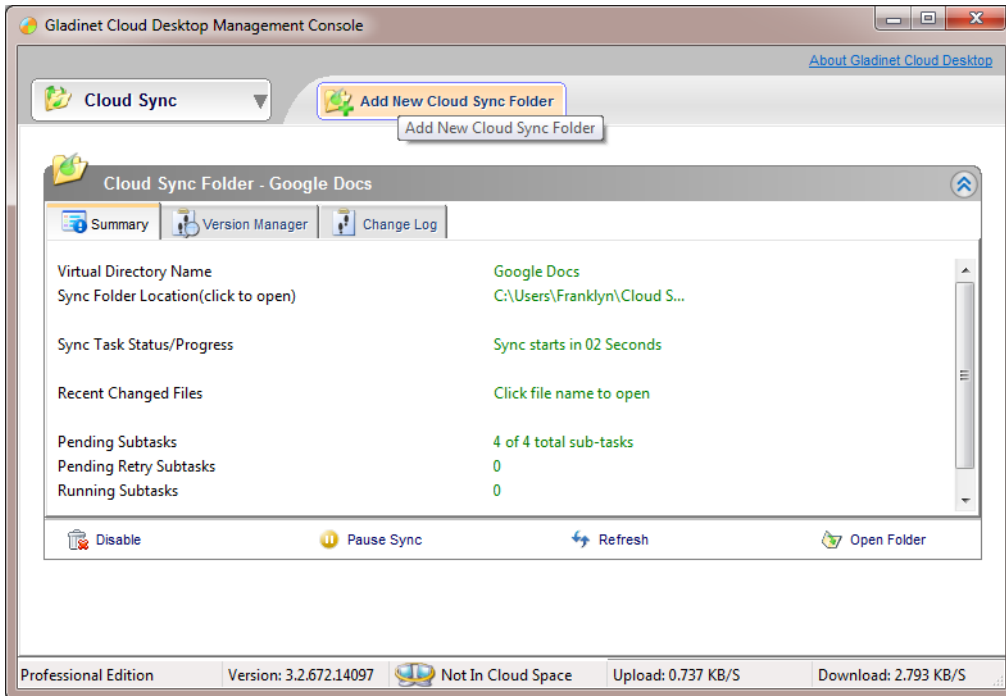 Gladinet Cloud Desktop Management Console
About Gladinet Cloud Desktop
Cloud Sync
Add New Cloud Sync Folder
Add New Cloud Sync Folder
Cloud Sync Folder - Google Docs
Summary Version Manager Change Log
Virtual Directory Name Google Docs
Sync Folder Location(click to open) C:\Users\Franklyn\Cloud S...
Sync Task Status/Progress Sync starts in 02 Seconds
Recent Changed Files Click file name to open
Pending Subtasks 4 of 4 total sub-tasks
Pending Retry Subtasks 0
Running Subtasks 0
Disable Pause Sync Refresh Open Folder
Professional Edition Version: 3.2.672.14097 Not In Cloud Space Upload: 0.737 KB/S Download: 2.793 KB/S